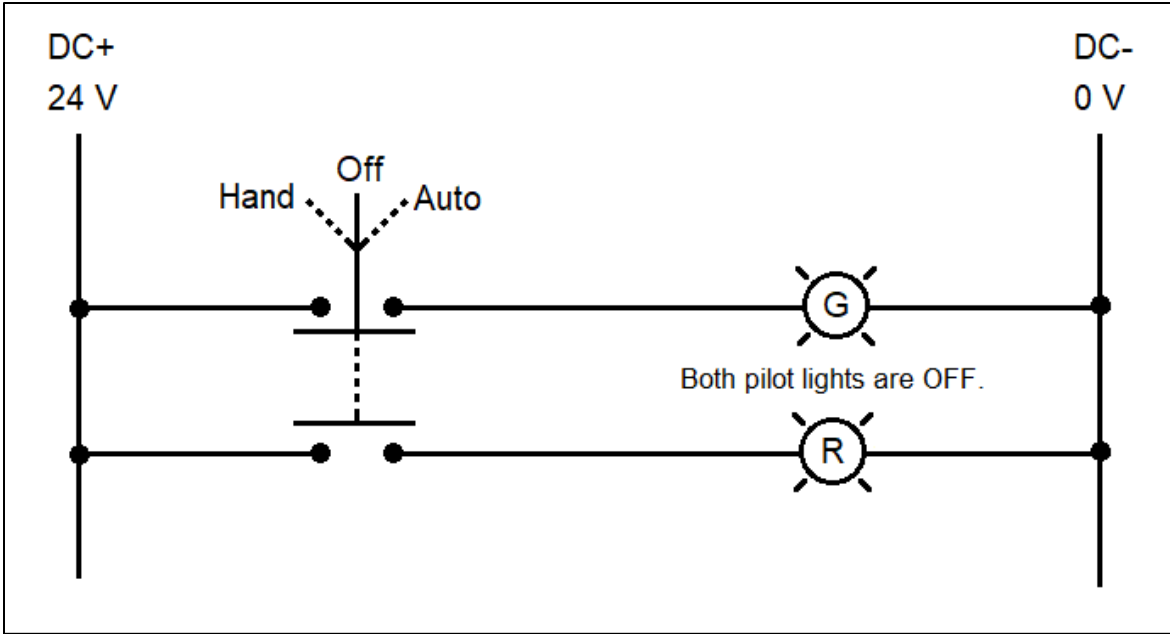 DC+
24 V
DC-
0 V
Off
Hand
Auto
G
Both pilot lights are OFF.
R